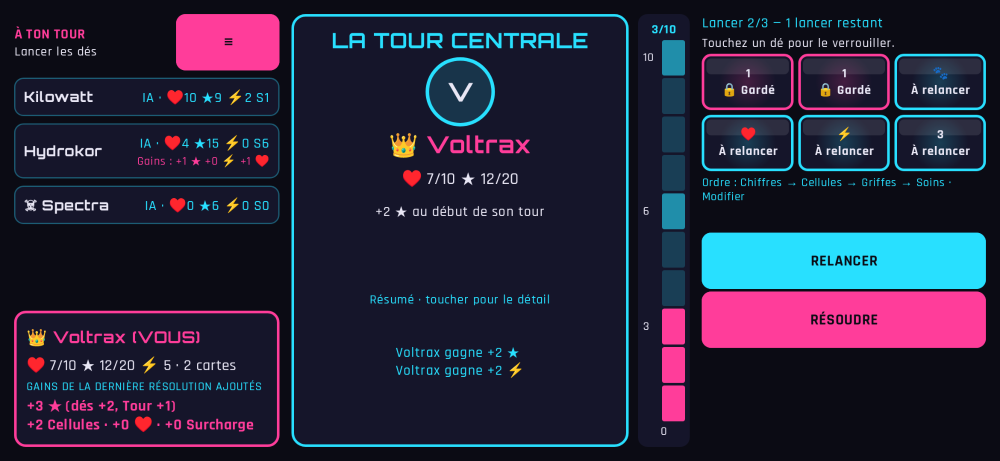 À TON TOUR
Lancer les dés
≡
Kilowatt IA · ❤️10 ★9 ⚡2 S1
Hydrokor IA · ❤️4 ★15 ⚡0 S6
Gains : +1 ★ +0 ⚡ +1 ❤️
☠ Spectra IA · ❤️0 ★6 ⚡0 S0
👑 Voltrax (VOUS)
❤️ 7/10 ★ 12/20 ⚡ 5 · 2 cartes
GAINS DE LA DERNIÈRE RÉSOLUTION AJOUTÉS
+3 ★ (dés +2, Tour +1)
+2 Cellules · +0 ❤️ · +0 Surcharge
LA TOUR CENTRALE
V
👑 Voltrax
❤️ 7/10 ★ 12/20
+2 ★ au début de son tour
Résumé · toucher pour le détail
Voltrax gagne +2 ★
Voltrax gagne +2 ⚡
3/10
10
6
3
0
Lancer 2/3 — 1 lancer restant
Touchez un dé pour le verrouiller.
1
🔒 Gardé
1
🔒 Gardé
🐾
À relancer
❤️
À relancer
⚡
À relancer
3
À relancer
Ordre : Chiffres → Cellules → Griffes → Soins ·
Modifier
RELANCER
RÉSOUDRE